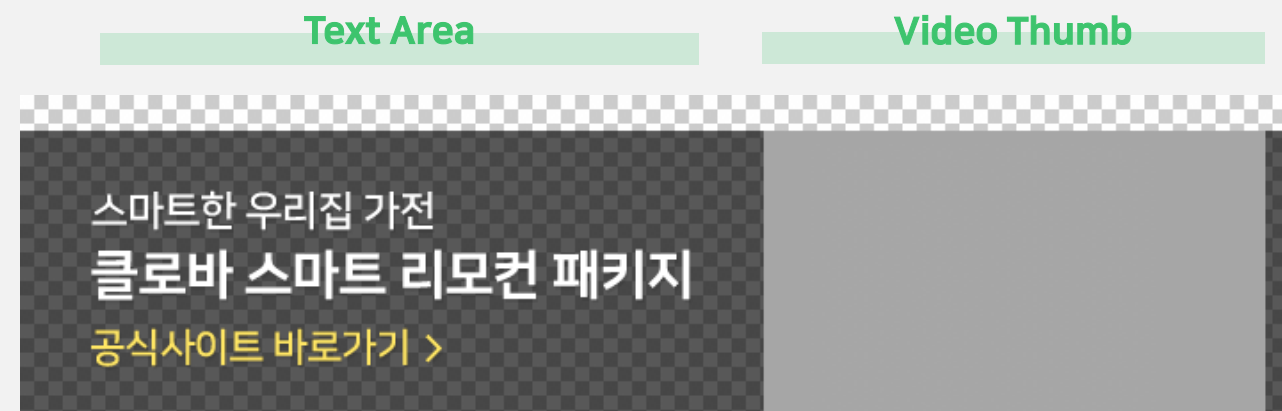 Text Area
Video Thumb
스마트한 우리집 가전
클로바 스마트 리모컨 패키지
공식사이트 바로가기 >